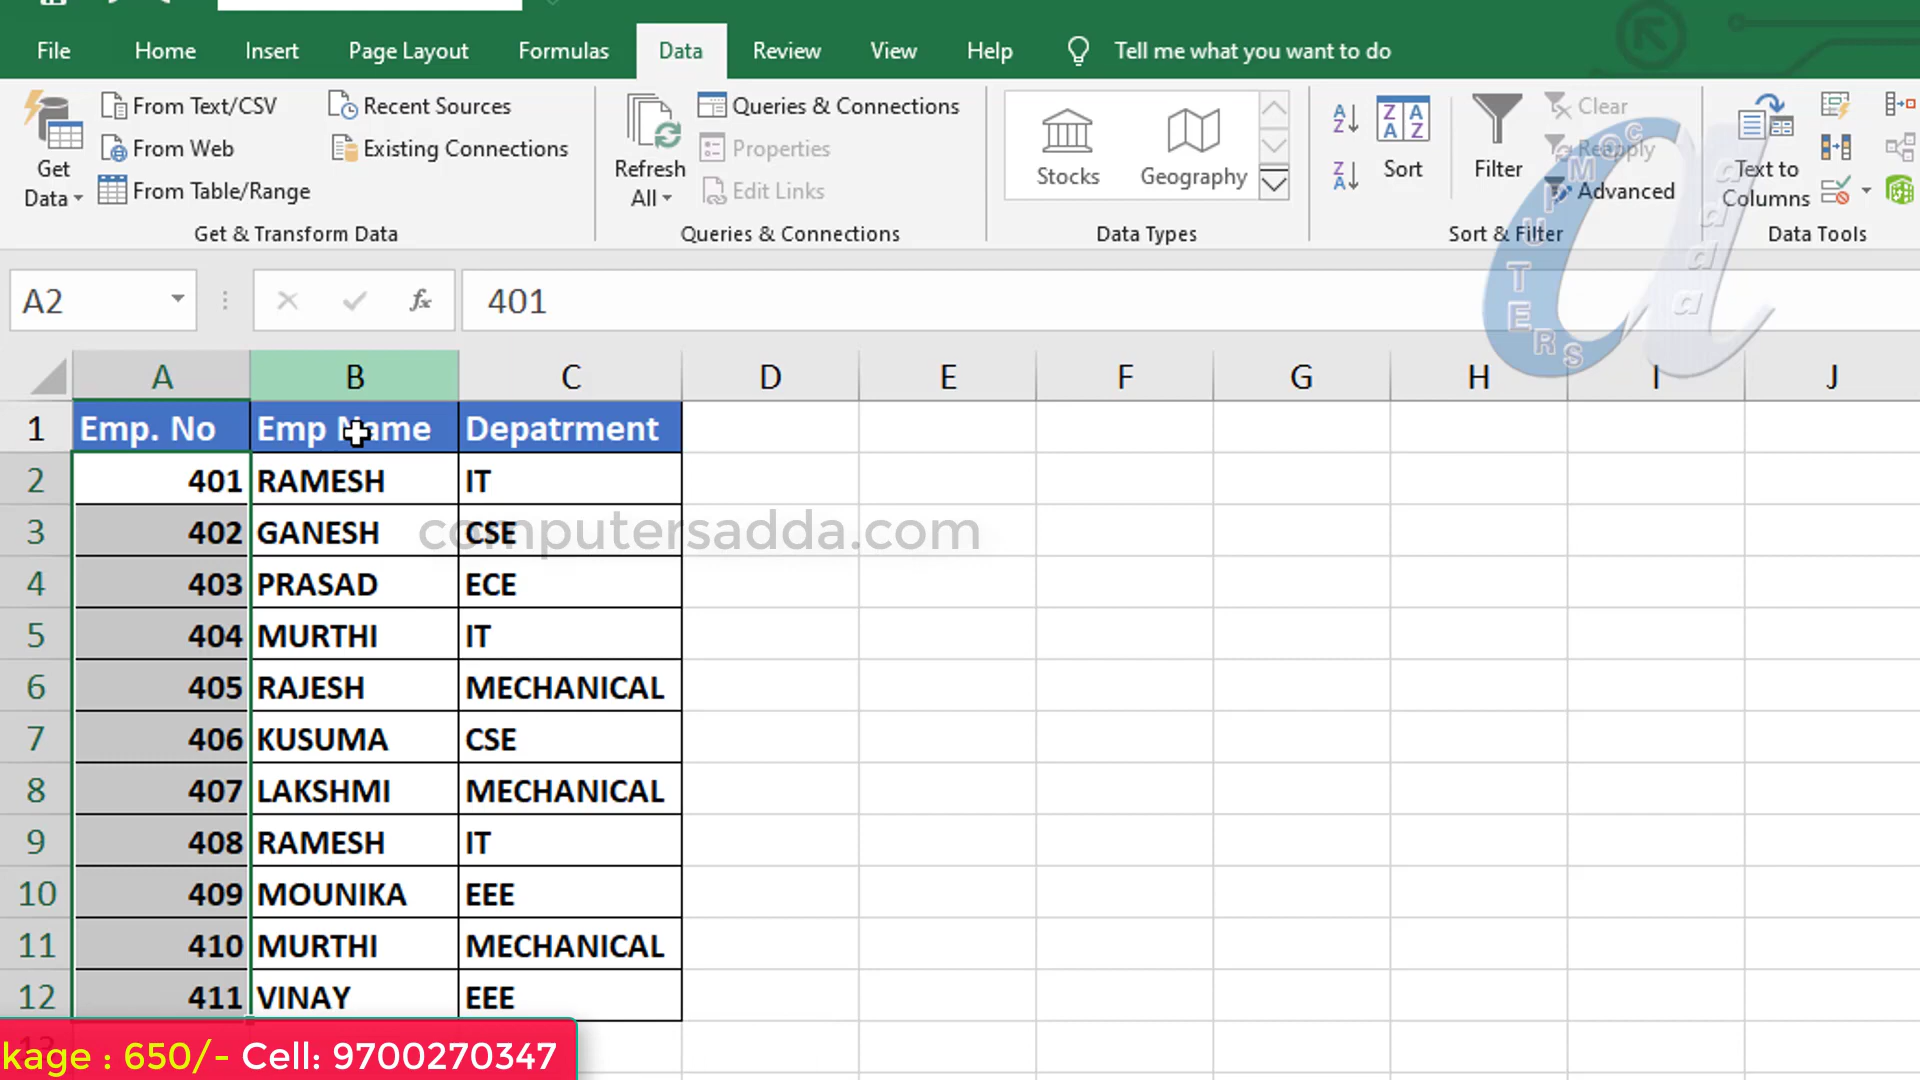 File Home Insert Page Layout Formulas Data Review View Help Tell me what you want to do
From Text/CSV Recent Sources Queries & Connections Clear
From Web Existing Connections Properties Reapply
From Table/Range Edit Links Advanced
Get Data Refresh All Stocks Geography Sort Filter Text to Columns
Get & Transform Data Queries & Connections Data Types Sort & Filter Data Tools
COMPUTERS adda
A2 fx 401
A B C D E F G H I J
1 Emp. No Emp Name Depatrment
2 401 RAMESH IT
3 402 GANESH CSE
computersadda.com
4 403 PRASAD ECE
5 404 MURTHI IT
6 405 RAJESH MECHANICAL
7 406 KUSUMA CSE
8 407 LAKSHMI MECHANICAL
9 408 RAMESH IT
10 409 MOUNIKA EEE
11 410 MURTHI MECHANICAL
12 411 VINAY EEE
kage : 650/- Cell: 9700270347